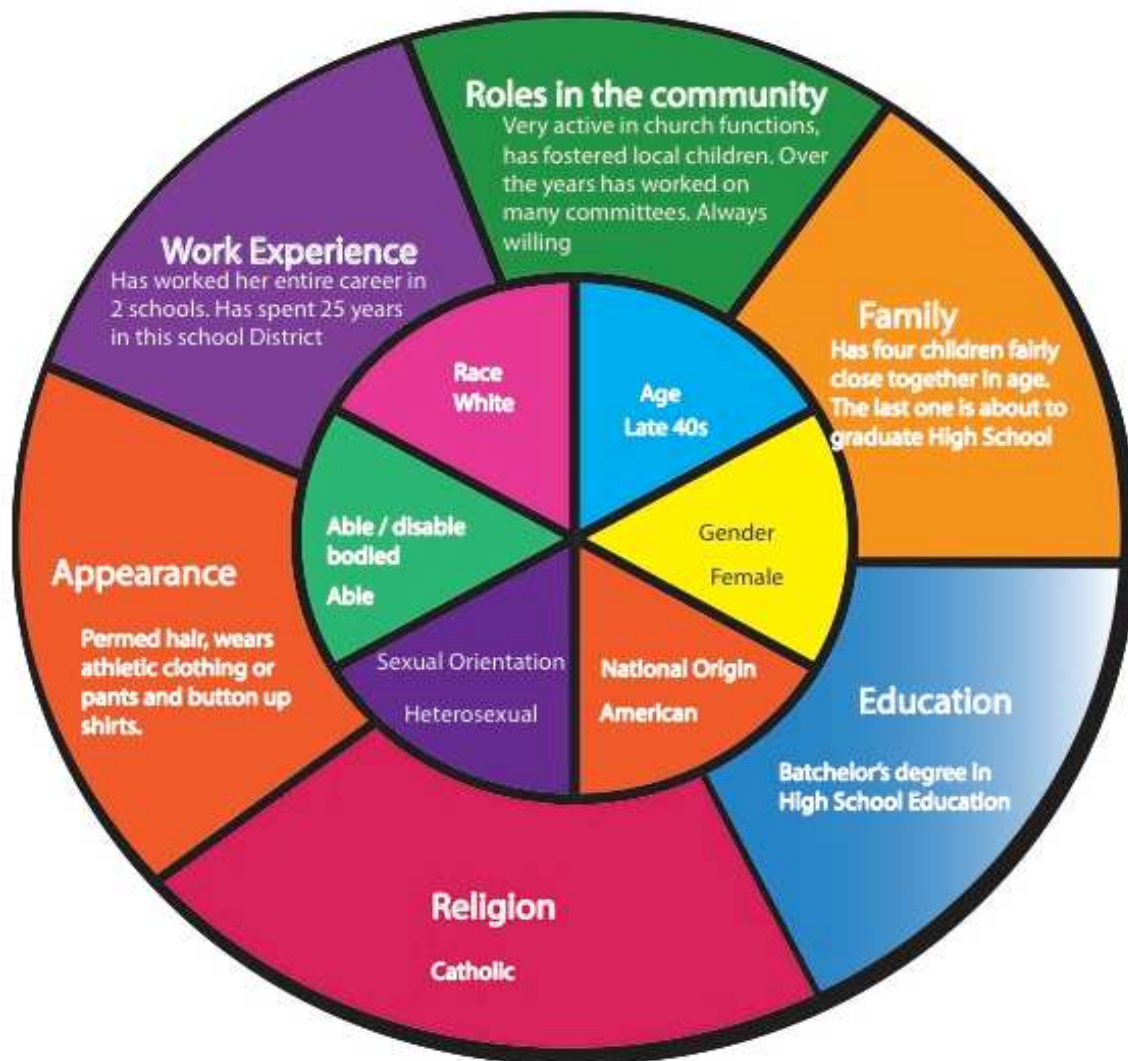 Roles in the community
Very active in church functions,
has fostered local children. Over
the years has worked on
many committees. Always
willing
Work Experience
Has worked her entire career in
2 schools. Has spent 25 years
in this school District
Family
Has four children fairly
close together in age.
The last one is about to
graduate High School
Race
White
Age
Late 40s
Able / disable
bodied
Able
Gender
Female
Appearance
Permed hair, wears
athletic clothing or
pants and button up
shirts.
Sexual Orientation
Heterosexual
National Origin
American
Education
Batchelor's degree in
High School Education
Religion
Catholic